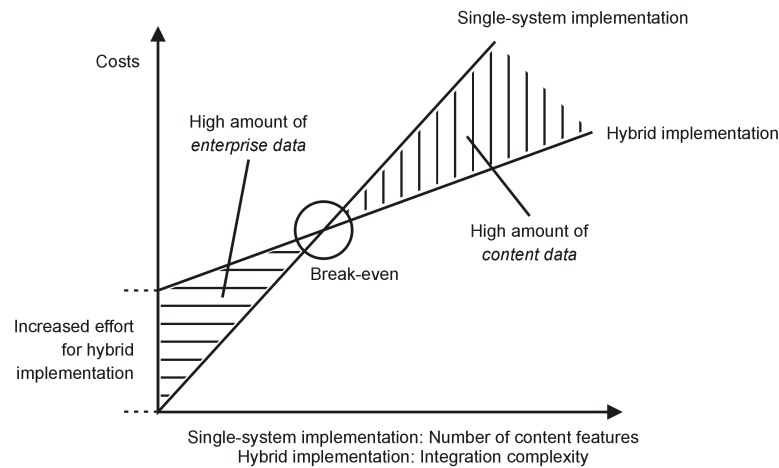 Single-system implementation
Costs
High amount of
enterprise data
Hybrid implementation
High amount of
content data
Break-even
Increased effort
for hybrid
implementation
Single-system implementation: Number of content features
Hybrid implementation: Integration complexity